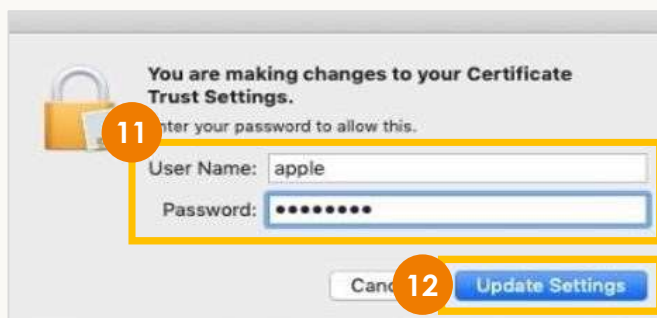 You are making changes to your Certificate
Trust Settings.
11
nter your password to allow this.
User Name: apple
Password: ••••••••
Canc
12
Update Settings